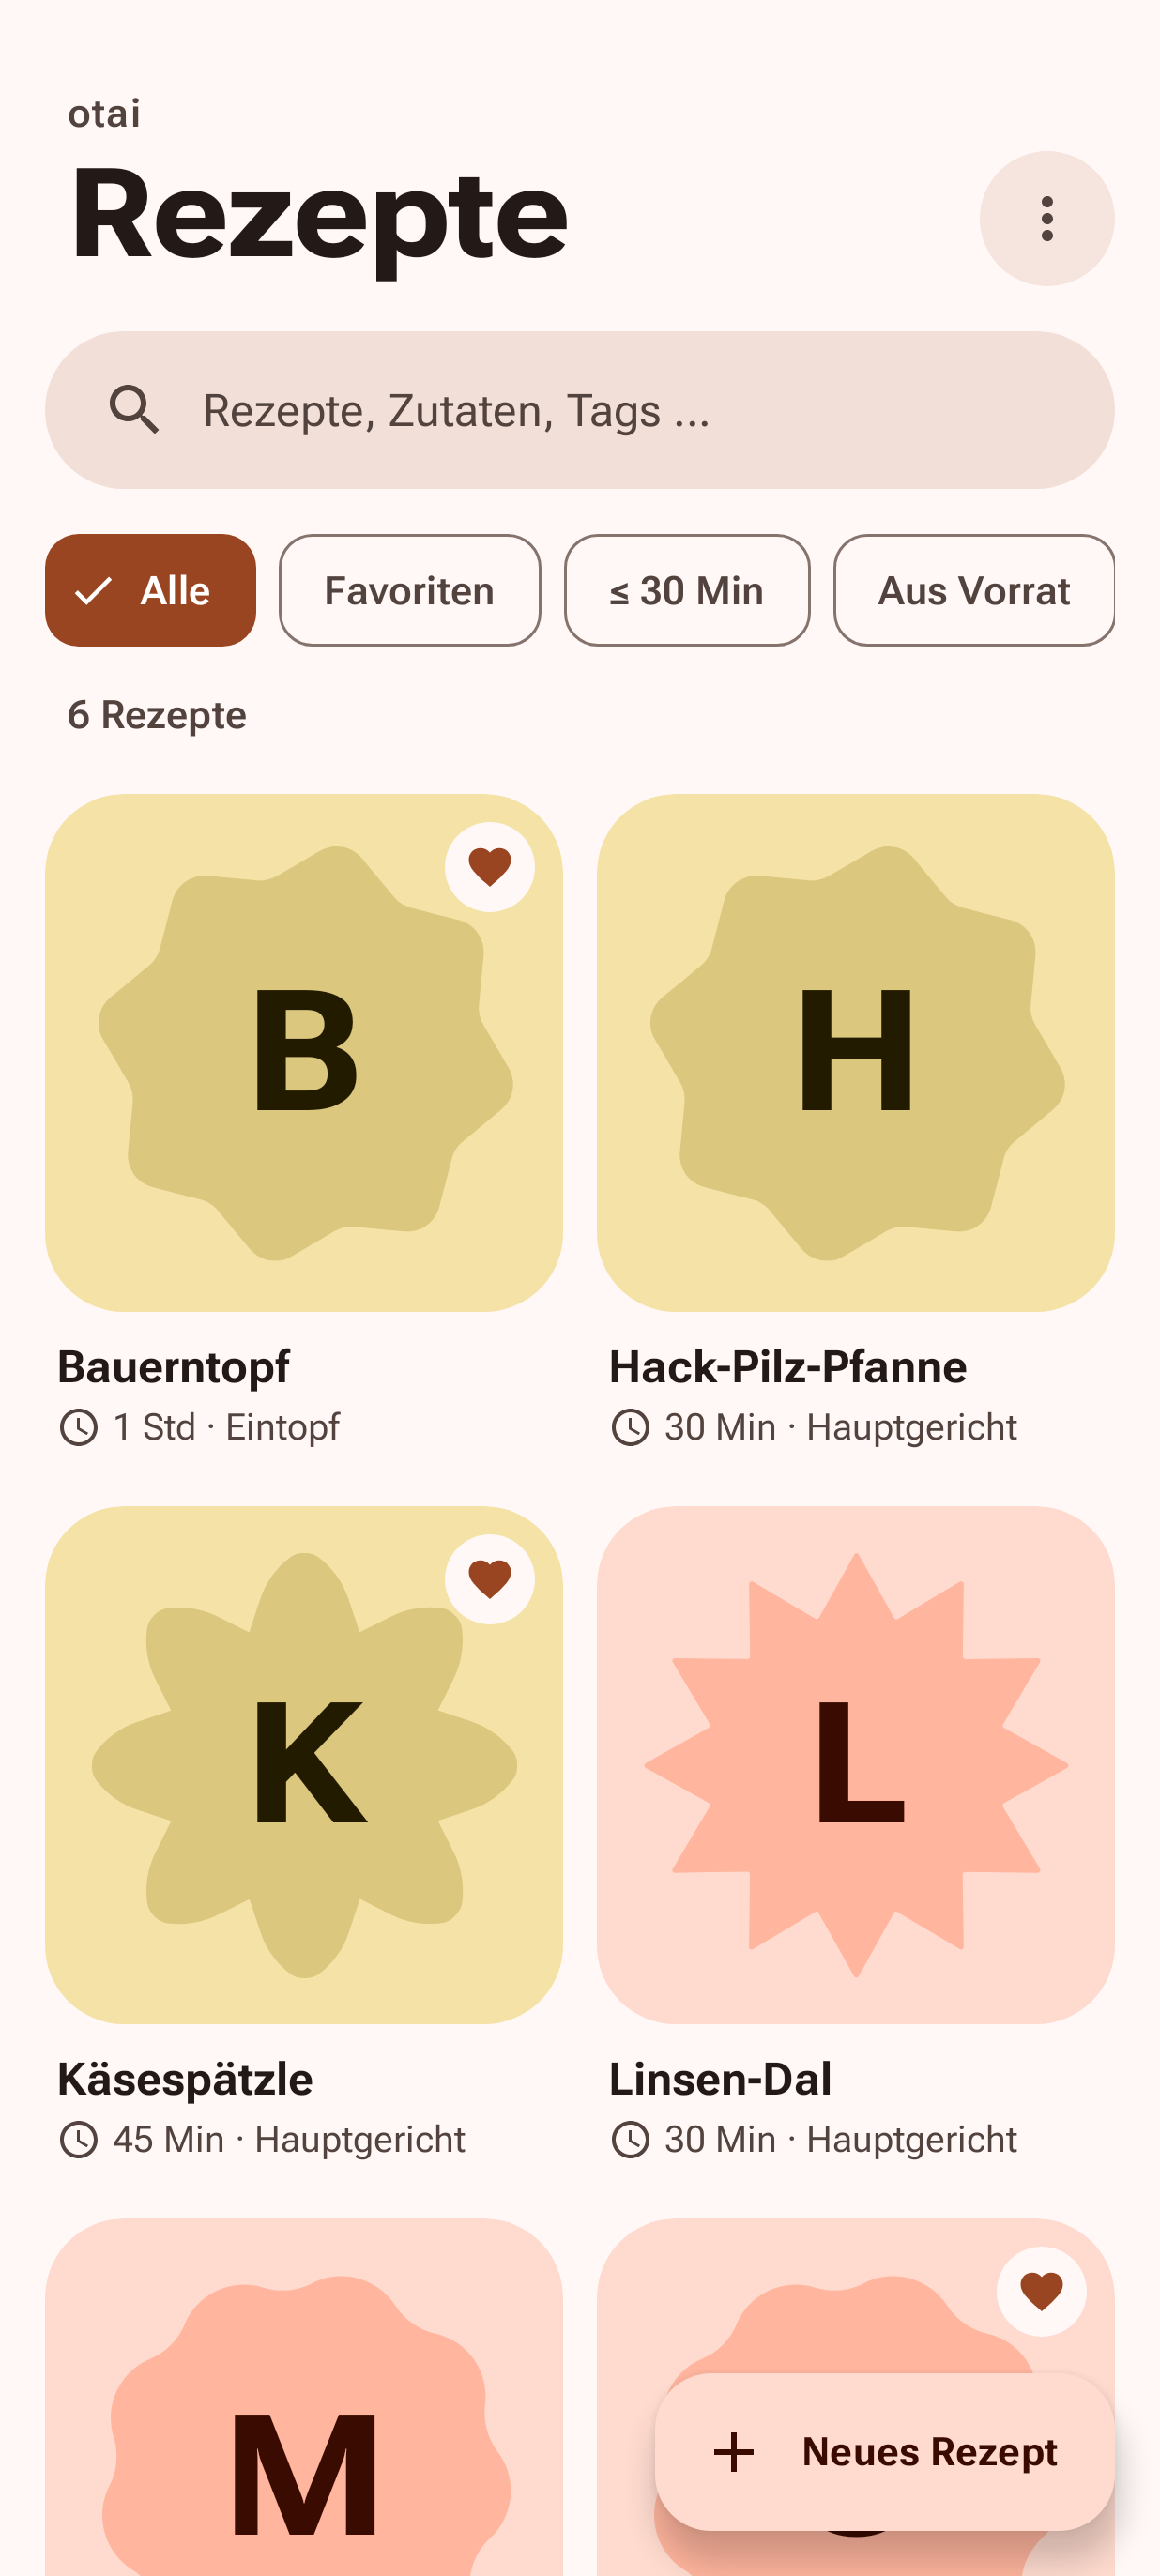 otai
Rezepte
Rezepte, Zutaten, Tags ...
Alle
Favoriten
≤ 30 Min
Aus Vorrat
6 Rezepte
B
H
Bauerntopf
1 Std · Eintopf
Hack-Pilz-Pfanne
30 Min · Hauptgericht
K
L
Käsespätzle
45 Min · Hauptgericht
Linsen-Dal
30 Min · Hauptgericht
M
Neues Rezept